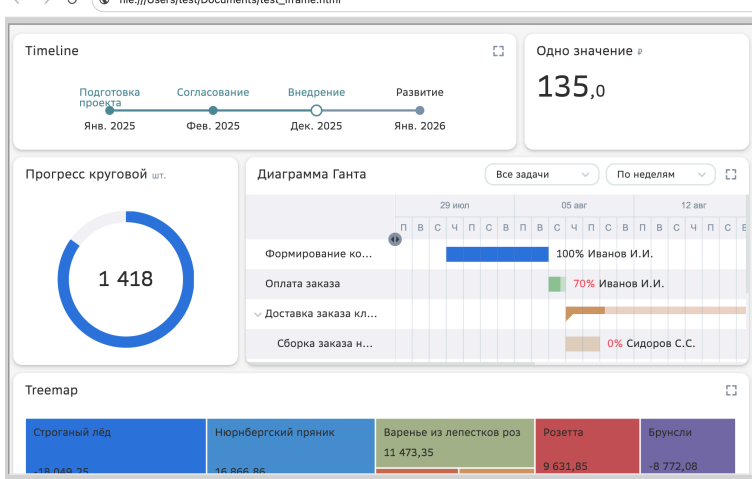 file:///Users/test/Documents/test_iframe.html
Timeline
Подготовка проекта
Согласование
Внедрение
Развитие
Янв. 2025
Фев. 2025
Дек. 2025
Янв. 2026
Одно значение ₽
135,0
Прогресс круговой шт.
1 418
Диаграмма Ганта
Все задачи
По неделям
29 июл
05 авг
12 авг
П В С Ч П С В П В С Ч П С В П В С Ч П С В
Формирование ко...
100% Иванов И.И.
Оплата заказа
70% Иванов И.И.
Доставка заказа кл...
Сборка заказа н...
0% Сидоров С.С.
Treemap
Строганый лёд
-18 049,25
Нюрнбергский пряник
16 866,86
Варенье из лепестков роз
11 473,35
Розетта
9 631,85
Брунсли
-8 772,08